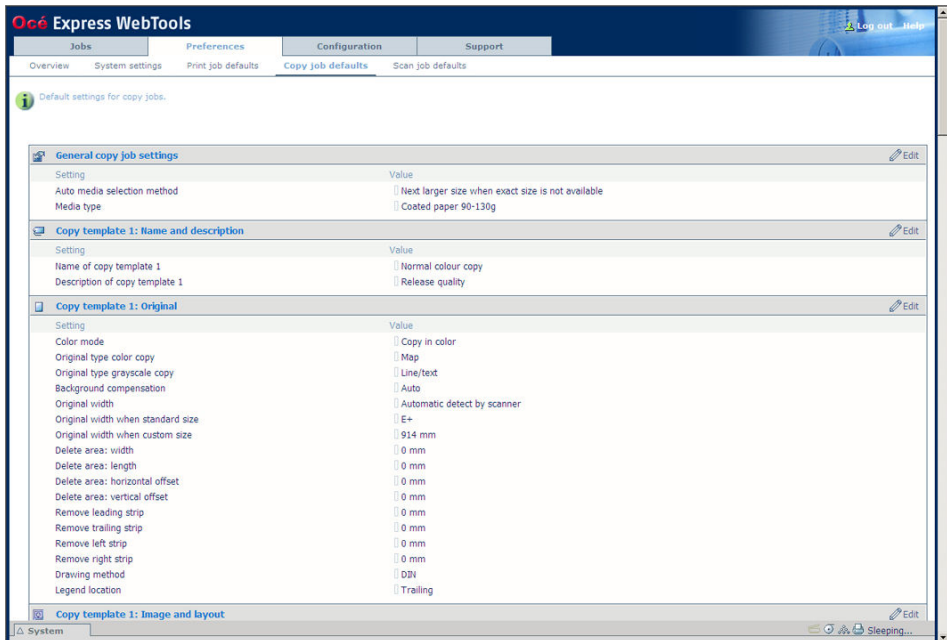 Océ Express WebTools
Log out Help
Jobs Preferences Configuration Support
Overview System settings Print job defaults Copy job defaults Scan job defaults
Default settings for copy jobs.
General copy job settings Edit
Setting Value
Auto media selection method Next larger size when exact size is not available
Media type Coated paper 90-130g
Copy template 1: Name and description Edit
Setting Value
Name of copy template 1 Normal colour copy
Description of copy template 1 Release quality
Copy template 1: Original Edit
Setting Value
Color mode Copy in color
Original type color copy Map
Original type grayscale copy Line/text
Background compensation Auto
Original width Automatic detect by scanner
Original width when standard size E+
Original width when custom size 914 mm
Delete area: width 0 mm
Delete area: length 0 mm
Delete area: horizontal offset 0 mm
Delete area: vertical offset 0 mm
Remove leading strip 0 mm
Remove trailing strip 0 mm
Remove left strip 0 mm
Remove right strip 0 mm
Drawing method DIN
Legend location Trailing
Copy template 1: Image and layout Edit
System Sleeping...